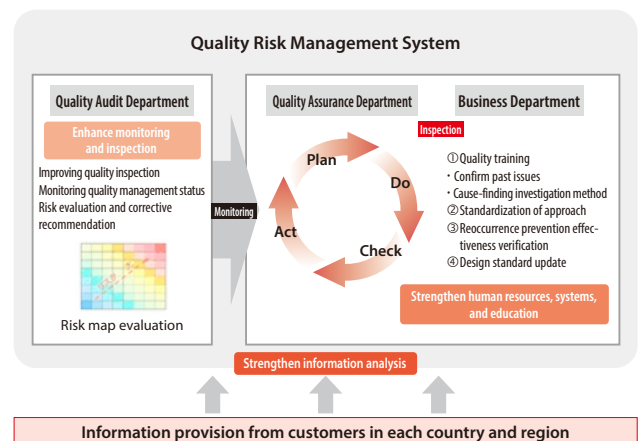 Quality Risk Management System
Quality Audit Department
Enhance monitoring
and inspection
Improving quality inspection
Monitoring quality management status
Risk evaluation and corrective
recommendation
Risk map evaluation
Monitoring
Quality Assurance Department
Business Department
Inspection
Plan
Do
Check
Act
①Quality training
・Confirm past issues
・Cause-finding investigation method
②Standardization of approach
③Reoccurrence prevention effec-
tiveness verification
④Design standard update
Strengthen human resources, systems,
and education
Strengthen information analysis
Information provision from customers in each country and region